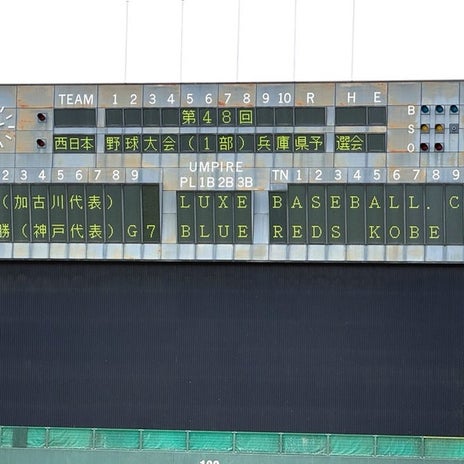 TEAM 1 2 3 4 5 6 7 8 9 10 R H E
第48回
B
西日本 野球大会(1部)兵庫県予 選会
S
O
UMPIRE
2 3 4 5 6 7 8 9 PL 1B 2B 3B TN 1 2 3 4 5 6 7 8 9
(加古川代表) LUXE BASEBALL. C
勝(神戸代表)G7 BLUE REDS KOBE